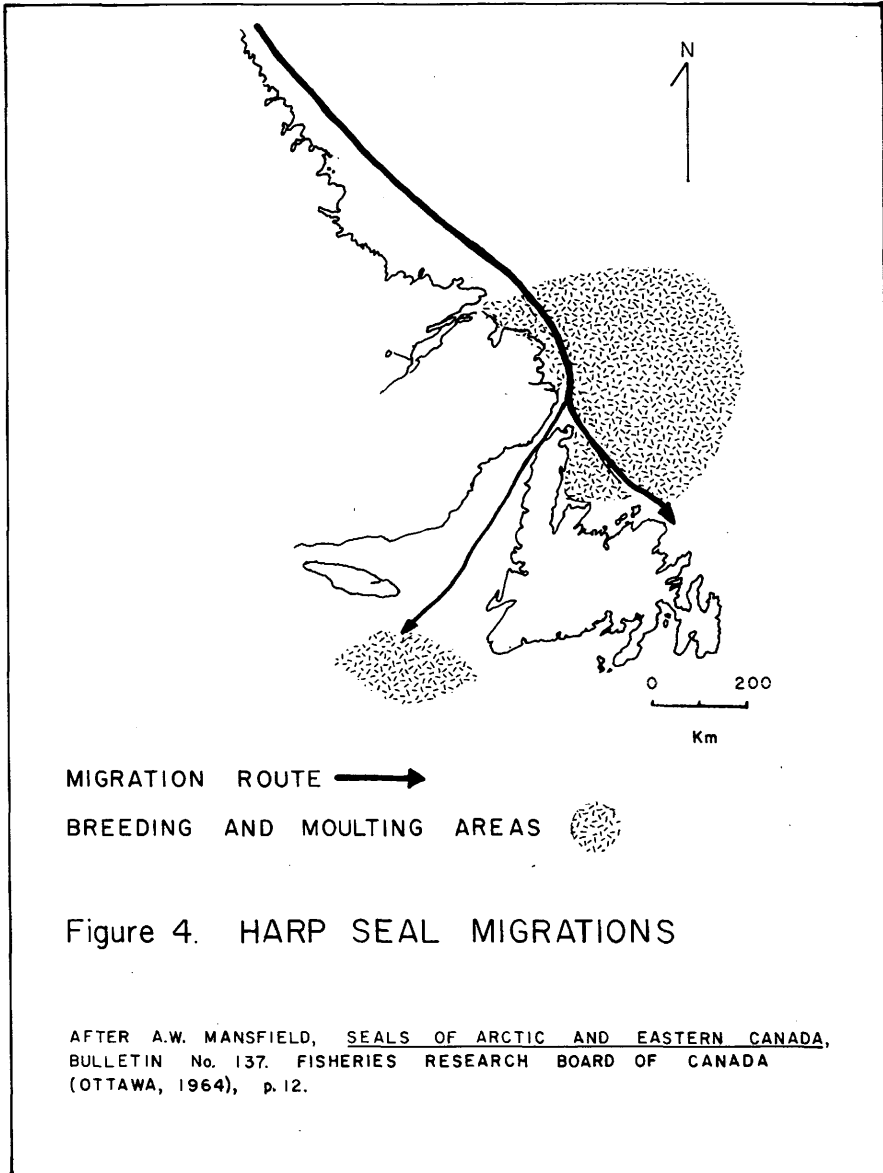 N
0 200
Km
MIGRATION ROUTE
BREEDING AND MOULTING AREAS
Figure 4. HARP SEAL MIGRATIONS
AFTER A.W. MANSFIELD, SEALS OF ARCTIC AND EASTERN CANADA,
BULLETIN No. 137. FISHERIES RESEARCH BOARD OF CANADA
(OTTAWA, 1964), p. 12.